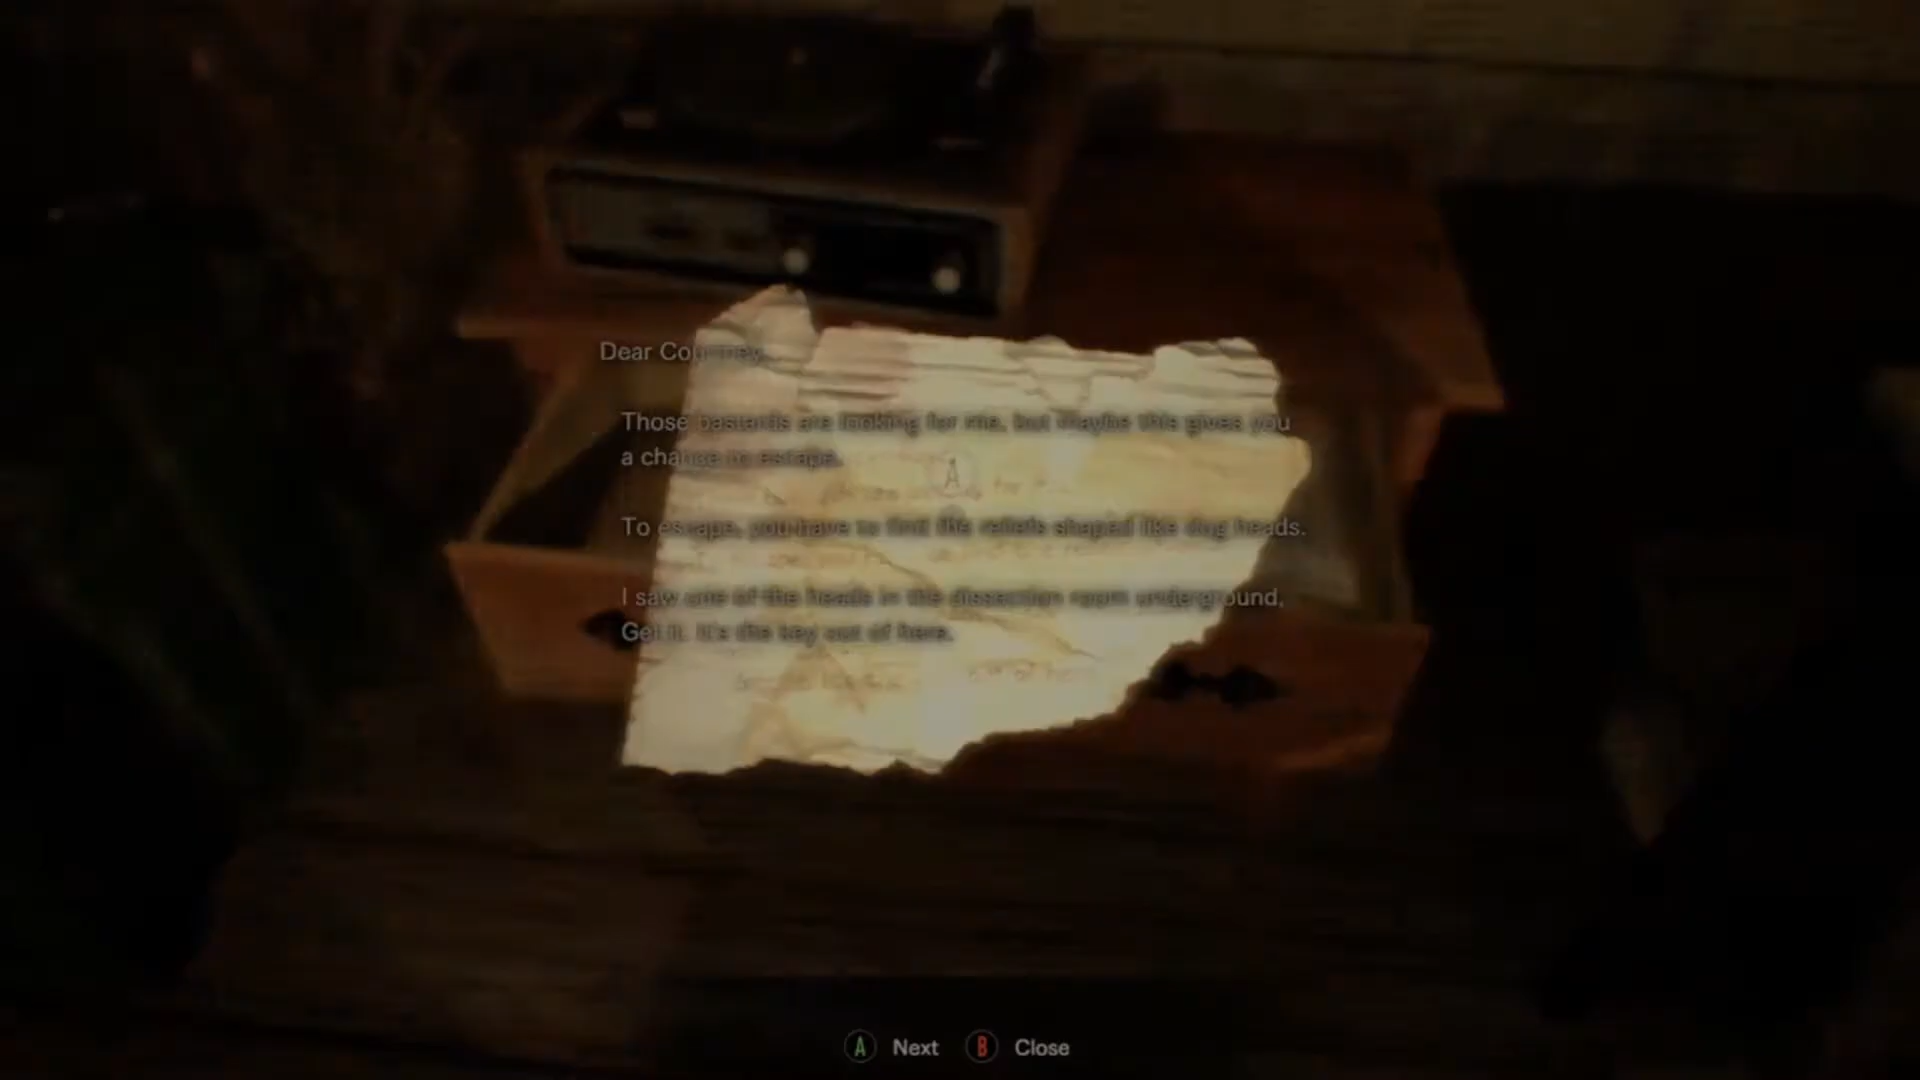 Dear Courtney,
Those bastards are looking for me, but maybe this gives you
a chance to escape.
A
To escape, you have to find the reliefs shaped like dog heads.
I saw one of the heads in the dissection room underground.
Get it. It's the key out of here.
A Next B Close